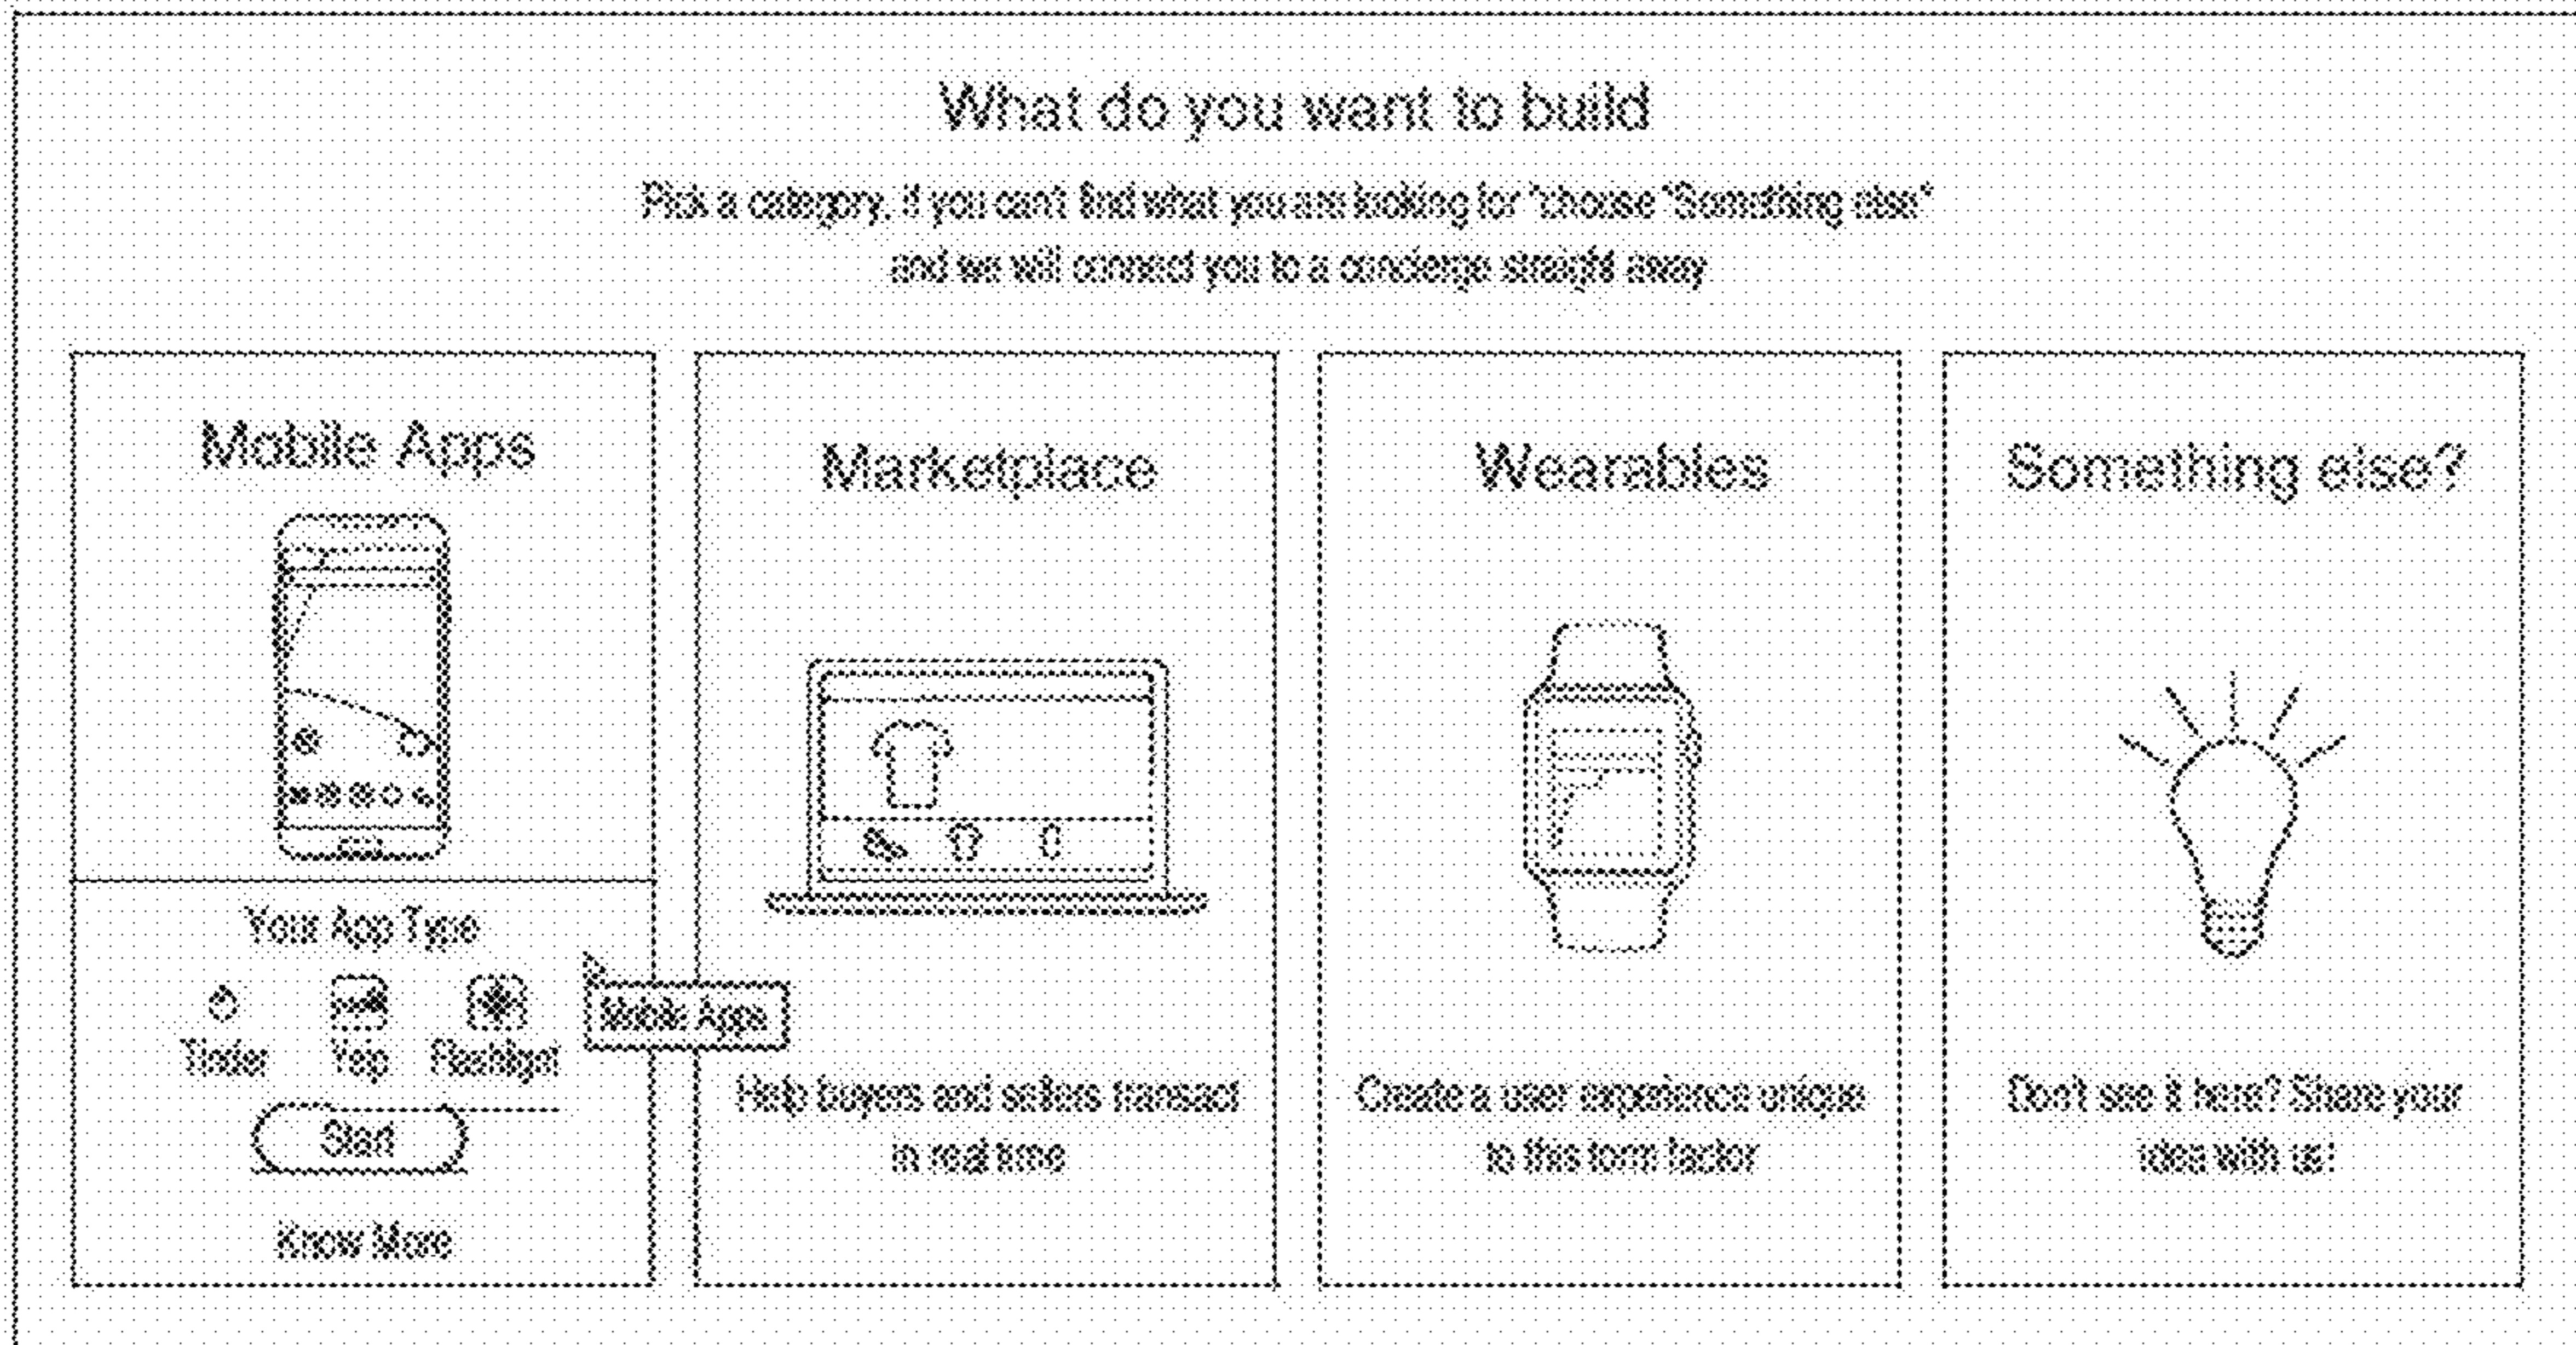 What do you want to build
Pick a category. If you can't find what you are looking for "choose "Something else"
and we will connect you to a concierge straight away
Mobile Apps
Your App Type
Tinder Yelp Flashlight
Start
Know More
Mobile Apps
Marketplace
Help buyers and sellers transact
in real time
Wearables
Create a user experience unique
to this form factor
Something else?
Don't see it here? Share your
idea with us!